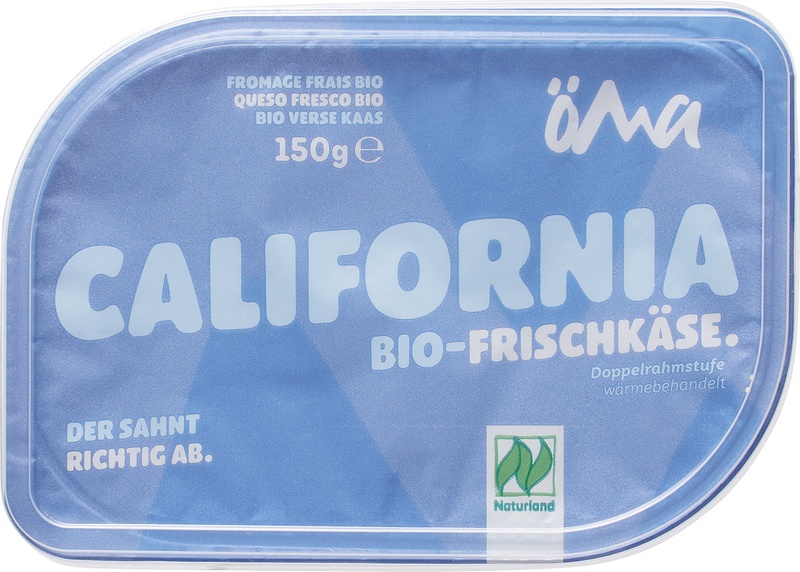 FROMAGE FRAIS BIO
QUESO FRESCO BIO
BIO VERSE KAAS
150g ℮
öma
CALIFORNIA
BIO-FRISCHKÄSE.
Doppelrahmstufe
wärmebehandelt
DER SAHNT
RICHTIG AB.
Naturland